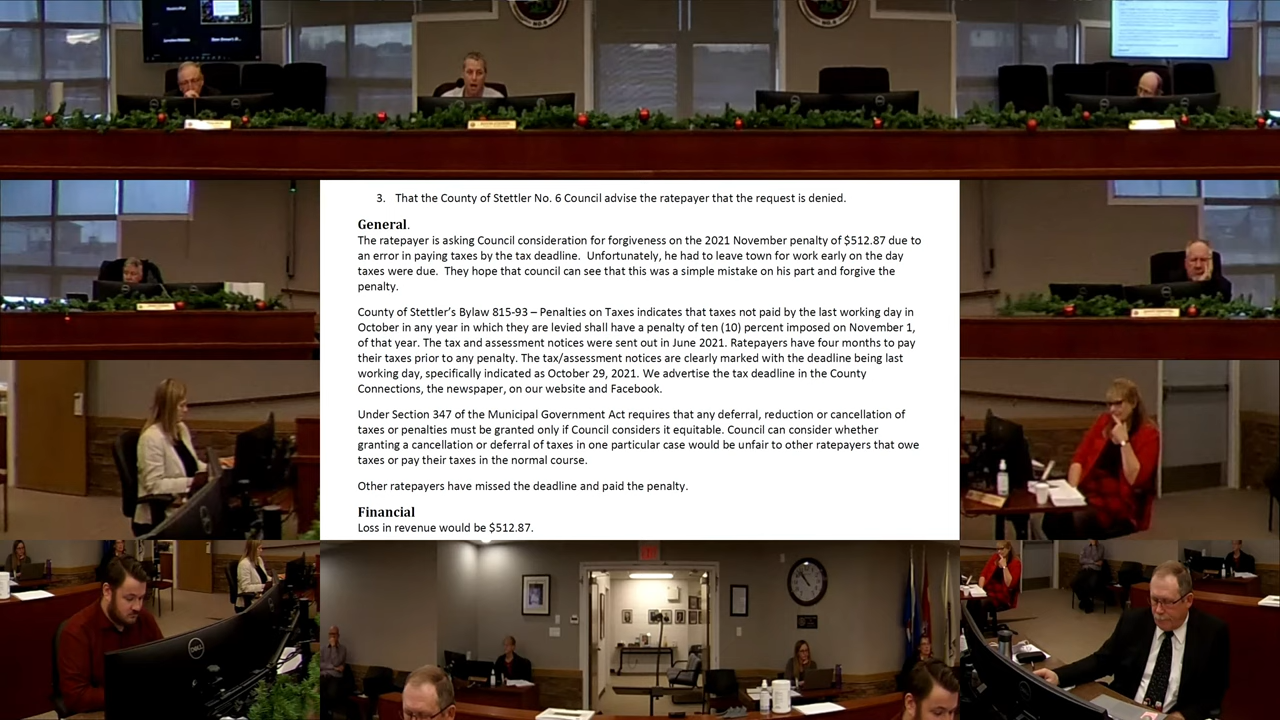 3. That the County of Stettler No. 6 Council advise the ratepayer that the request is denied.
General.
The ratepayer is asking Council consideration for forgiveness on the 2021 November penalty of $512.87 due to
an error in paying taxes by the tax deadline. Unfortunately, he had to leave town for work early on the day
taxes were due. They hope that council can see that this was a simple mistake on his part and forgive the
penalty.
County of Stettler's Bylaw 815-93 – Penalties on Taxes indicates that taxes not paid by the last working day in
October in any year in which they are levied shall have a penalty of ten (10) percent imposed on November 1,
of that year. The tax and assessment notices were sent out in June 2021. Ratepayers have four months to pay
their taxes prior to any penalty. The tax/assessment notices are clearly marked with the deadline being last
working day, specifically indicated as October 29, 2021. We advertise the tax deadline in the County
Connections, the newspaper, on our website and Facebook.
Under Section 347 of the Municipal Government Act requires that any deferral, reduction or cancellation of
taxes or penalties must be granted only if Council considers it equitable. Council can consider whether
granting a cancellation or deferral of taxes in one particular case would be unfair to other ratepayers that owe
taxes or pay their taxes in the normal course.
Other ratepayers have missed the deadline and paid the penalty.
Financial
Loss in revenue would be $512.87.
DELL